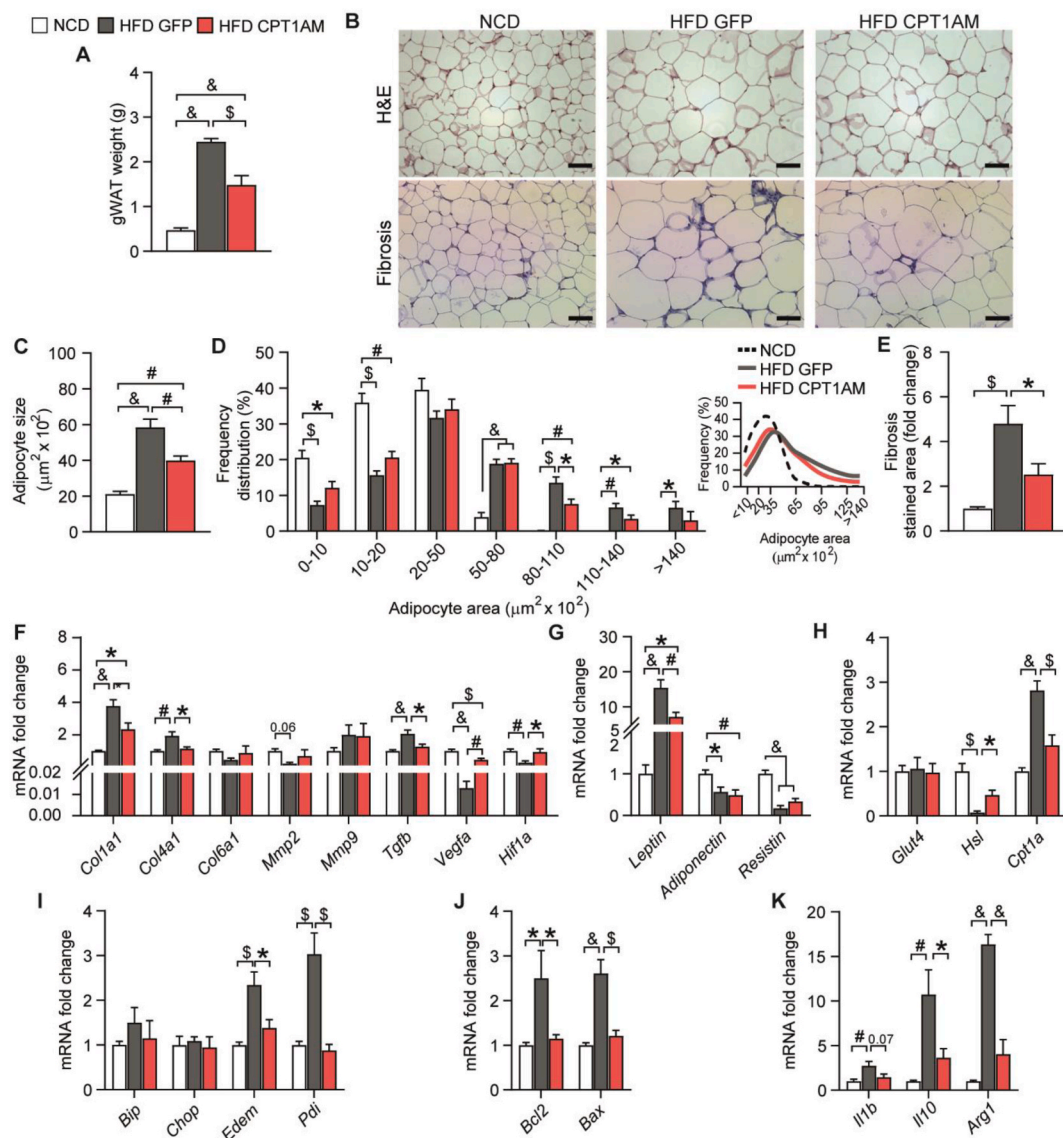 NCD HFD GFP HFD CPT1AM
A
gWAT weight (g)
4
3
2
1
0
&
&
$
B
NCD HFD GFP HFD CPT1AM
H&E
Fibrosis
C
Adipocyte size
(μm² x 10²)
100
80
60
40
20
0
#
&
#
D
Frequency
distribution (%)
50
40
30
20
10
0
*
$
#
$
&
#
$
*
*
#
*
0-10
10-20
20-50
50-80
80-110
110-140
>140
Adipocyte area (μm² x 10²)
NCD
HFD GFP
HFD CPT1AM
Frequency (%)
50
40
30
20
10
0
<10
20
35
65
95
125
>140
Adipocyte area
(μm² x 10²)
E
Fibrosis
stained area (fold change)
8
6
4
2
0
$
*
F
mRNA fold change
8
6
4
2
0.02
0.01
0.00
*
&
*
#
*
0.06
&
*
$
&
#
#
*
Col1a1
Col4a1
Col6a1
Mmp2
Mmp9
Tgfb
Vegfa
Hif1a
G
mRNA fold change
30
20
10
5
2
1
0
*
&
#
#
*
&
Leptin
Adiponectin
Resistin
H
mRNA fold change
4
3
2
1
0
$
*
&
$
Glut4
Hsl
Cpt1a
I
mRNA fold change
4
3
2
1
0
$
*
$
$
Bip
Chop
Edem
Pdi
J
mRNA fold change
4
3
2
1
0
*
*
&
$
Bcl2
Bax
K
mRNA fold change
20
15
10
5
0
#
0.07
#
*
&
&
Il1b
Il10
Arg1